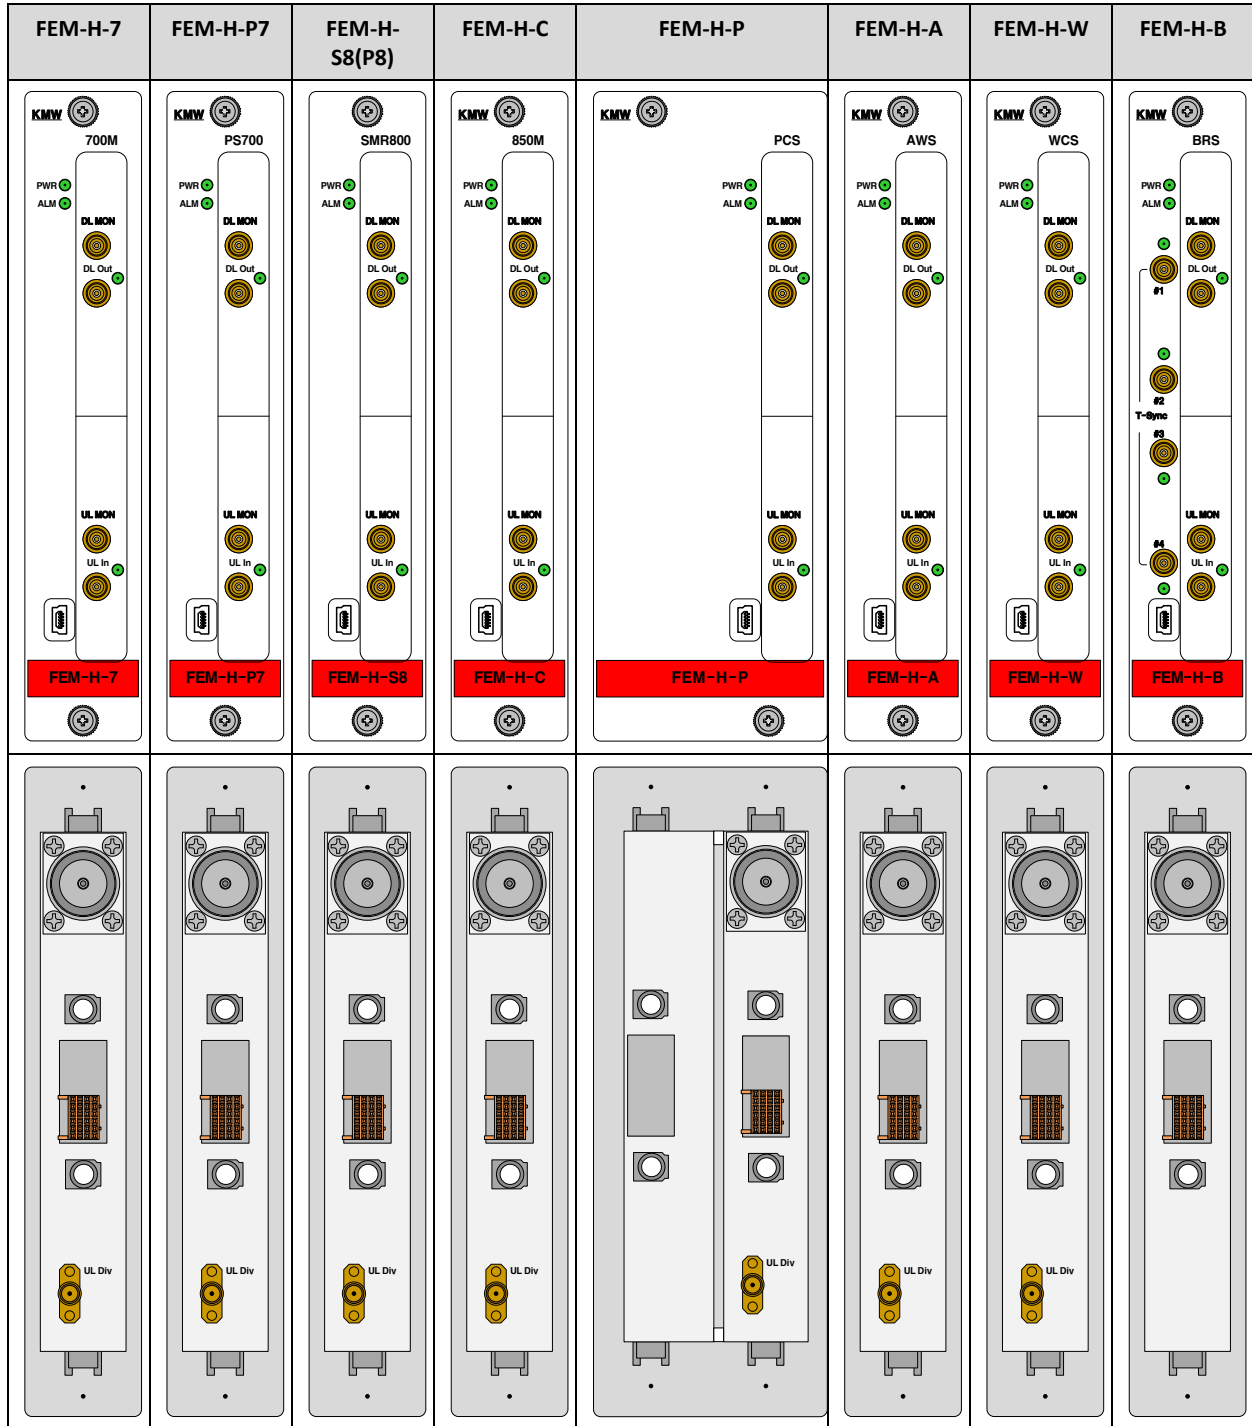 FEM-H-7
FEM-H-P7
FEM-H-
S8(P8)
FEM-H-C
FEM-H-P
FEM-H-A
FEM-H-W
FEM-H-B
KMW
700M
PWR
ALM
DL MON
DL Out
UL MON
UL In
FEM-H-7
KMW
PS700
PWR
ALM
DL MON
DL Out
UL MON
UL In
FEM-H-P7
SMR800
PWR
ALM
DL MON
DL Out
UL MON
UL In
FEM-H-S8
KMW
850M
PWR
ALM
DL MON
DL Out
UL MON
UL In
FEM-H-C
KMW
PCS
PWR
ALM
DL MON
DL Out
UL MON
UL In
FEM-H-P
KMW
AWS
PWR
ALM
DL MON
DL Out
UL MON
UL In
FEM-H-A
KMW
WCS
PWR
ALM
DL MON
DL Out
UL MON
UL In
FEM-H-W
KMW
BRS
PWR
ALM
DL MON
DL Out
#1
#2
T-Sync
#3
UL MON
#4
UL In
FEM-H-B
UL Div
UL Div
UL Div
UL Div
UL Div
UL Div
UL Div